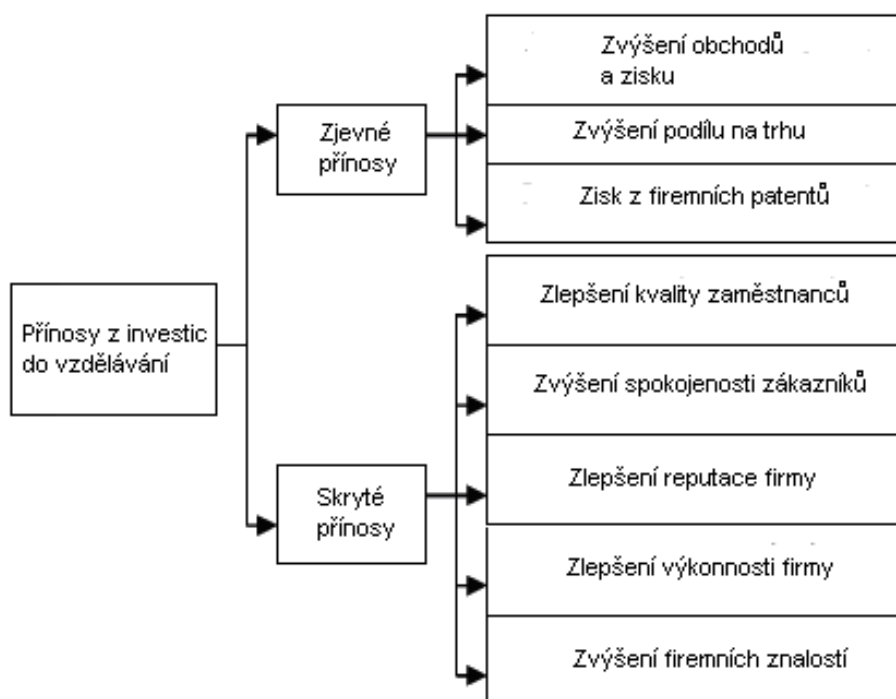 Přínosy z investic
do vzdělávání
Zjevné
přínosy
Zvýšení obchodů
a zisku
Zvýšení podílu na trhu
Zisk z firemních patentů
Skryté
přínosy
Zlepšení kvality zaměstnanců
Zvýšení spokojenosti zákazníků
Zlepšení reputace firmy
Zlepšení výkonnosti firmy
Zvýšení firemních znalostí